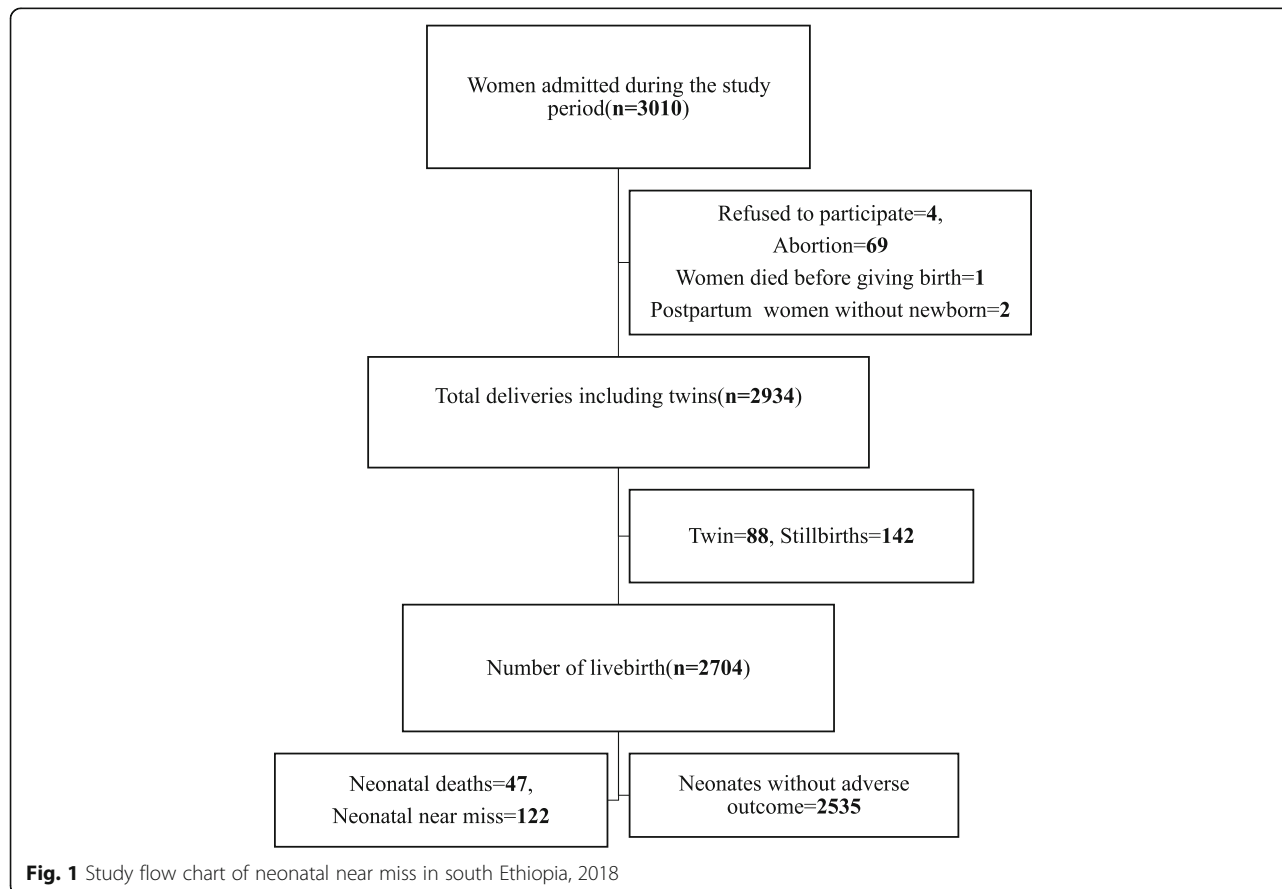 Women admitted during the study
period(n=3010)
Refused to participate=4,
Abortion=69
Women died before giving birth=1
Postpartum women without newborn=2
Total deliveries including twins(n=2934)
Twin=88, Stillbirths=142
Number of livebirth(n=2704)
Neonatal deaths=47,
Neonatal near miss=122
Neonates without adverse
outcome=2535
Fig. 1 Study flow chart of neonatal near miss in south Ethiopia, 2018